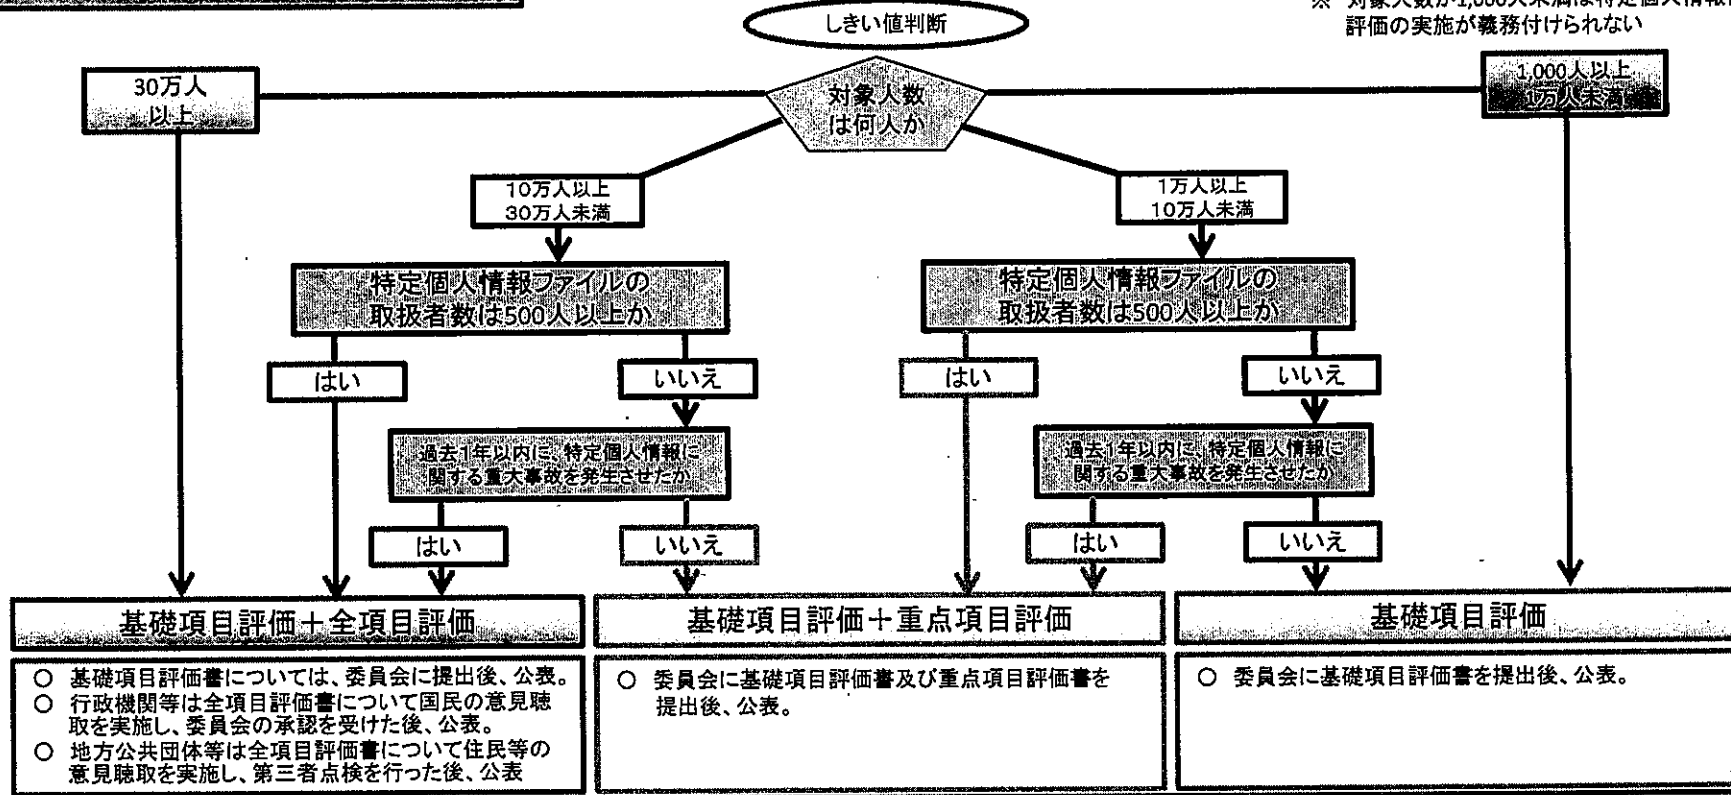 しきい値判断
※ 対象人数が1,000人未満は特定個人情報
評価の実施が義務付けられない
30万人
以上
対象人数
は何人か
1,000人以上
1万人未満
10万人以上
30万人未満
1万人以上
10万人未満
特定個人情報ファイルの
取扱者数は500人以上か
特定個人情報ファイルの
取扱者数は500人以上か
はい
いいえ
はい
いいえ
過去1年以内に、特定個人情報に
関する重大事故を発生させたか
過去1年以内に、特定個人情報に
関する重大事故を発生させたか
はい
いいえ
はい
いいえ
基礎項目評価＋全項目評価
基礎項目評価＋重点項目評価
基礎項目評価
○ 基礎項目評価書については、委員会に提出後、公表。
○ 行政機関等は全項目評価書について国民の意見聴
取を実施し、委員会の承認を受けた後、公表。
○ 地方公共団体等は全項目評価書について住民等の
意見聴取を実施し、第三者点検を行った後、公表
○ 委員会に基礎項目評価書及び重点項目評価書を
提出後、公表。
○ 委員会に基礎項目評価書を提出後、公表。